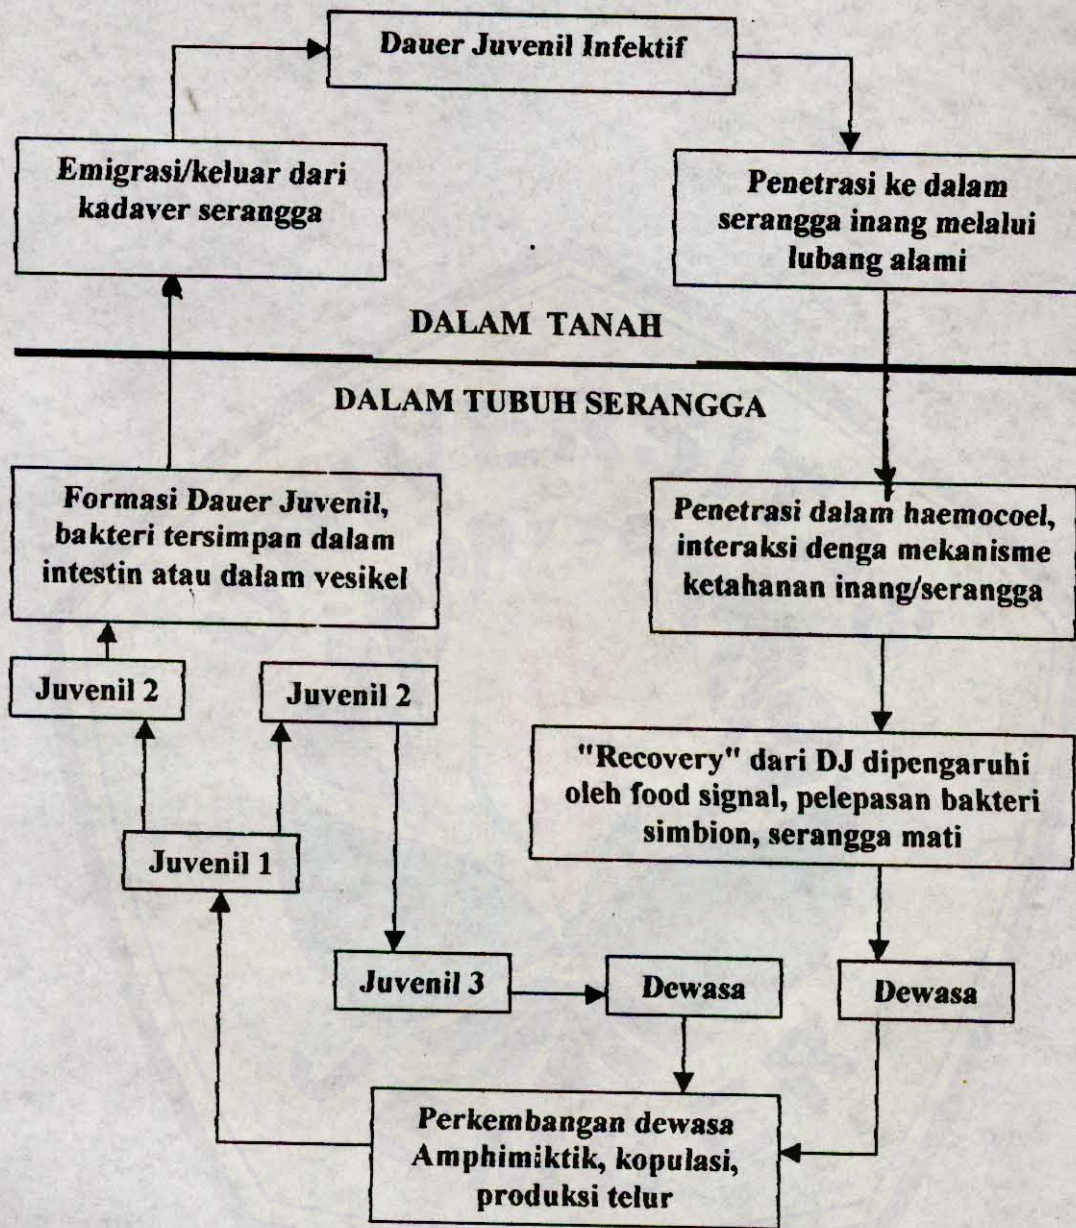 Dauer Juvenil Infektif
Emigrasi/keluar dari
kadaver serangga
Penetrasi ke dalam
serangga inang melalui
lubang alami
DALAM TANAH
DALAM TUBUH SERANGGA
Formasi Dauer Juvenil,
bakteri tersimpan dalam
intestin atau dalam vesikel
Penetrasi dalam haemocoel,
interaksi denga mekanisme
ketahanan inang/serangga
Juvenil 2
Juvenil 2
"Recovery" dari DJ dipengaruhi
oleh food signal, pelepasan bakteri
simbion, serangga mati
Juvenil 1
Juvenil 3
Dewasa
Dewasa
Perkembangan dewasa
Amphimiktik, kopulasi,
produksi telur